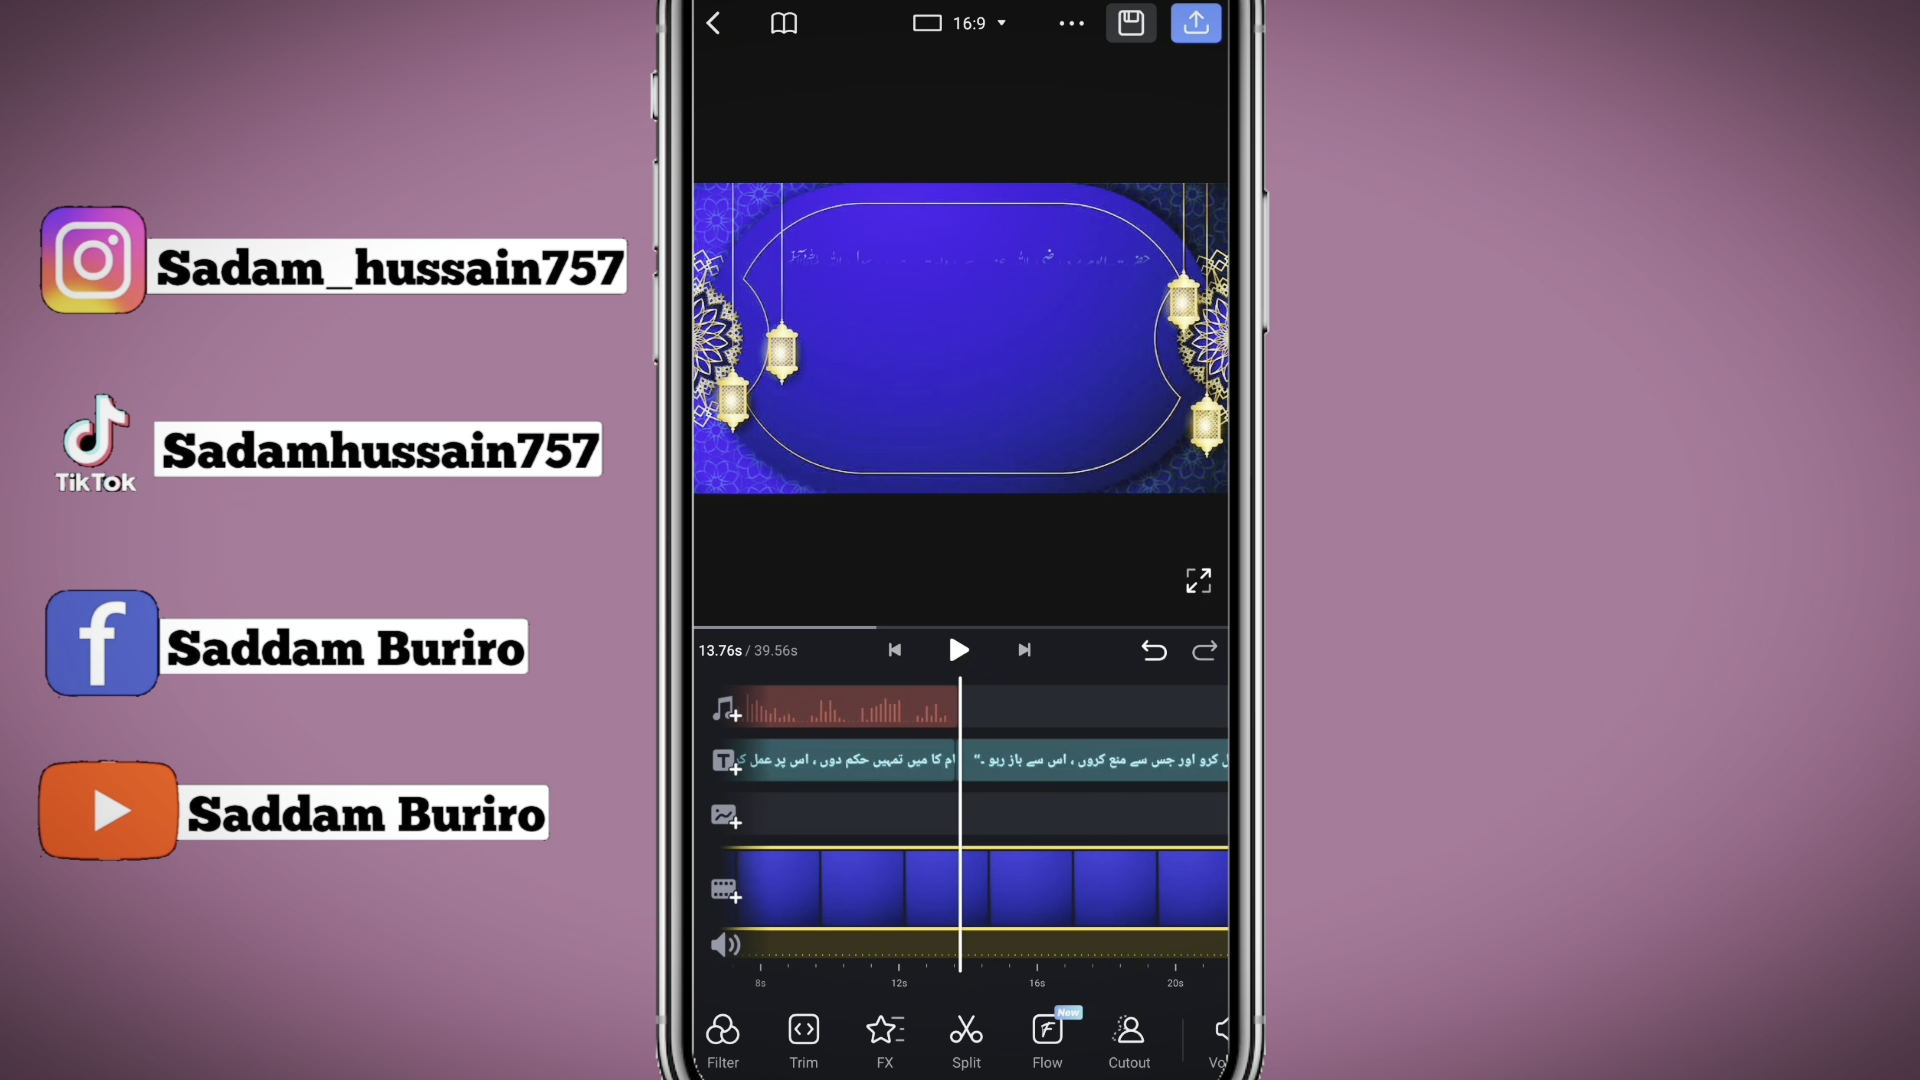 16:9
Sadam_hussain757
TikTok
Sadamhussain757
Saddam Buriro
Saddam Buriro
13.76s / 39.56s
ام کا میں تمہیں حکم دوں ، اس پر عمل ک
ل کرو اور جس سے منع کروں ، اس سے باز رہو ۔“
8s 12s 16s 20s
New
Filter Trim FX Split Flow Cutout Vo